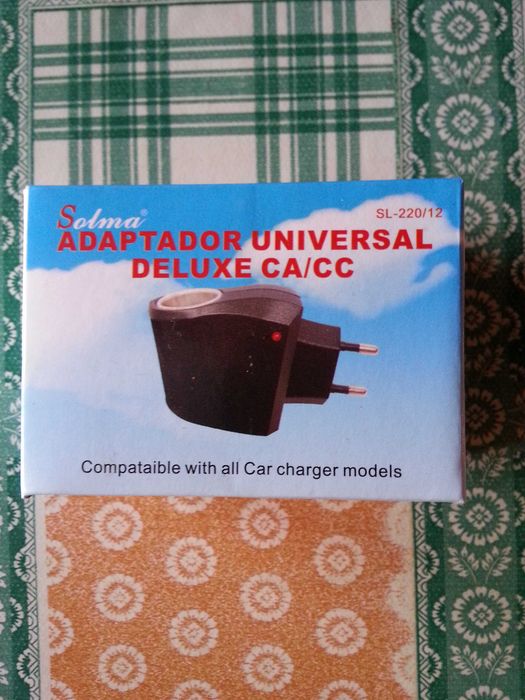 Solma®
SL-220/12
ADAPTADOR UNIVERSAL
DELUXE CA/CC
Compataible with all Car charger models